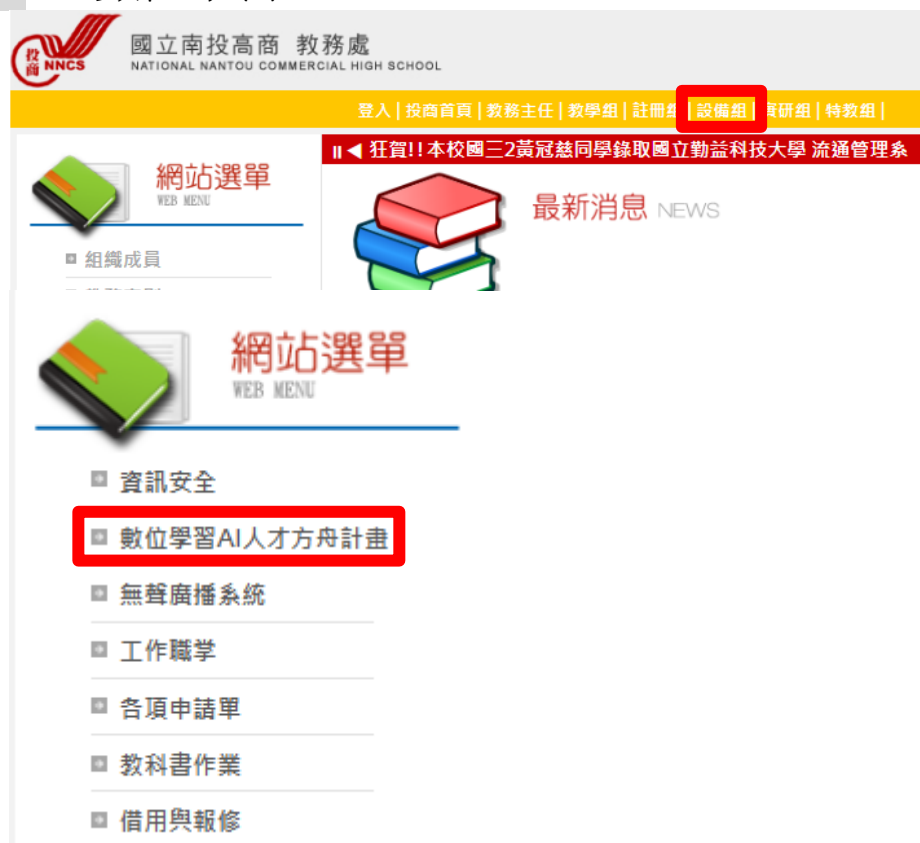 投商 NNCS
國立南投高商 教務處
NATIONAL NANTOU COMMERCIAL HIGH SCHOOL
登入 | 投商首頁 | 教務主任 | 教學組 | 註冊組 | 設備組 | 資研組 | 特教組 |
狂賀!!本校國三2黃冠慈同學錄取國立勤益科技大學 流通管理系
網站選單
WEB MENU
最新消息 NEWS
組織成員
網站選單
WEB MENU
資訊安全
數位學習AI人才方舟計畫
無聲廣播系統
工作職掌
各項申請單
教科書作業
借用與報修